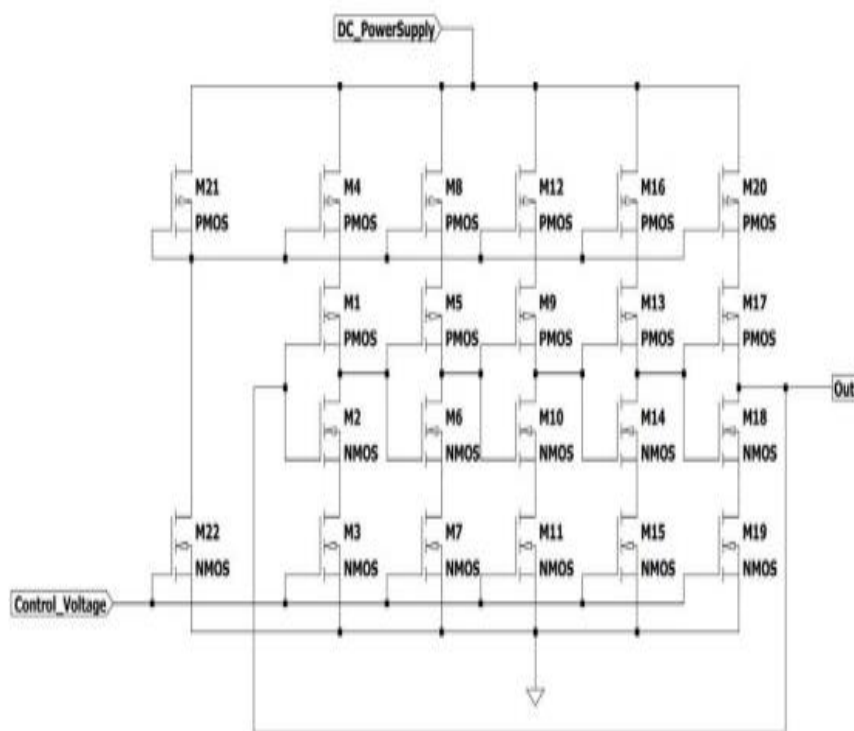 DC_PowerSupply
M21
M4
M8
M12
M16
M20
PMOS
PMOS
PMOS
PMOS
PMOS
PMOS
M1
M5
M9
M13
M17
PMOS
PMOS
PMOS
PMOS
PMOS
Out
M2
M6
M10
M14
M18
NMOS
NMOS
NMOS
NMOS
NMOS
M22
M3
M7
M11
M15
M19
NMOS
NMOS
NMOS
NMOS
NMOS
NMOS
Control_Voltage